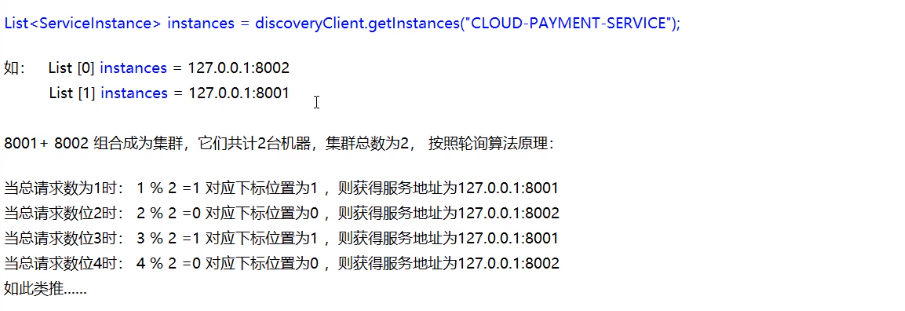 List<ServiceInstance> instances = discoveryClient.getInstances("CLOUD-PAYMENT-SERVICE");
如： List [0] instances = 127.0.0.1:8002
List [1] instances = 127.0.0.1:8001
8001+ 8002 组合成为集群，它们共计2台机器，集群总数为2， 按照轮询算法原理：
当总请求数为1时： 1 % 2 =1 对应下标位置为1 ，则获得服务地址为127.0.0.1:8001
当总请求数位2时： 2 % 2 =0 对应下标位置为0 ，则获得服务地址为127.0.0.1:8002
当总请求数位3时： 3 % 2 =1 对应下标位置为1 ，则获得服务地址为127.0.0.1:8001
当总请求数位4时： 4 % 2 =0 对应下标位置为0 ，则获得服务地址为127.0.0.1:8002
如此类推......